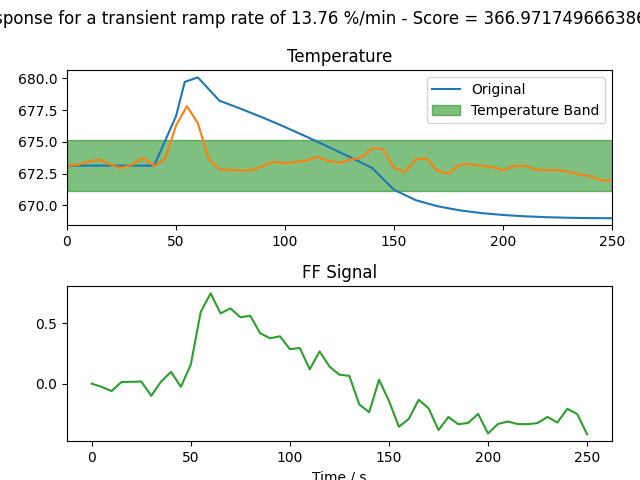 sponse for a transient ramp rate of 13.76 %/min - Score = 366.971749666386
Temperature
680.0
677.5
675.0
672.5
670.0
Original
Temperature Band
0 50 100 150 200 250
FF Signal
0.5
0.0
0 50 100 150 200 250
Time / s